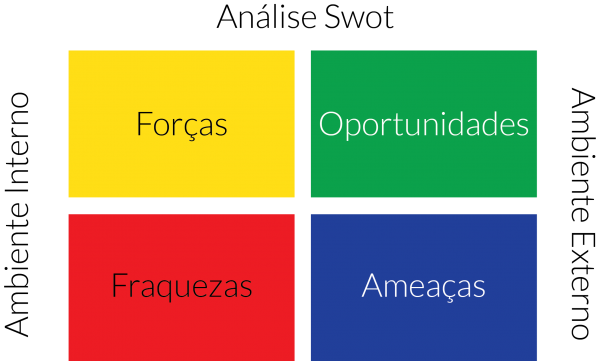 Análise Swot
Ambiente Interno
Forças
Oportunidades
Fraquezas
Ameaças
Ambiente Externo